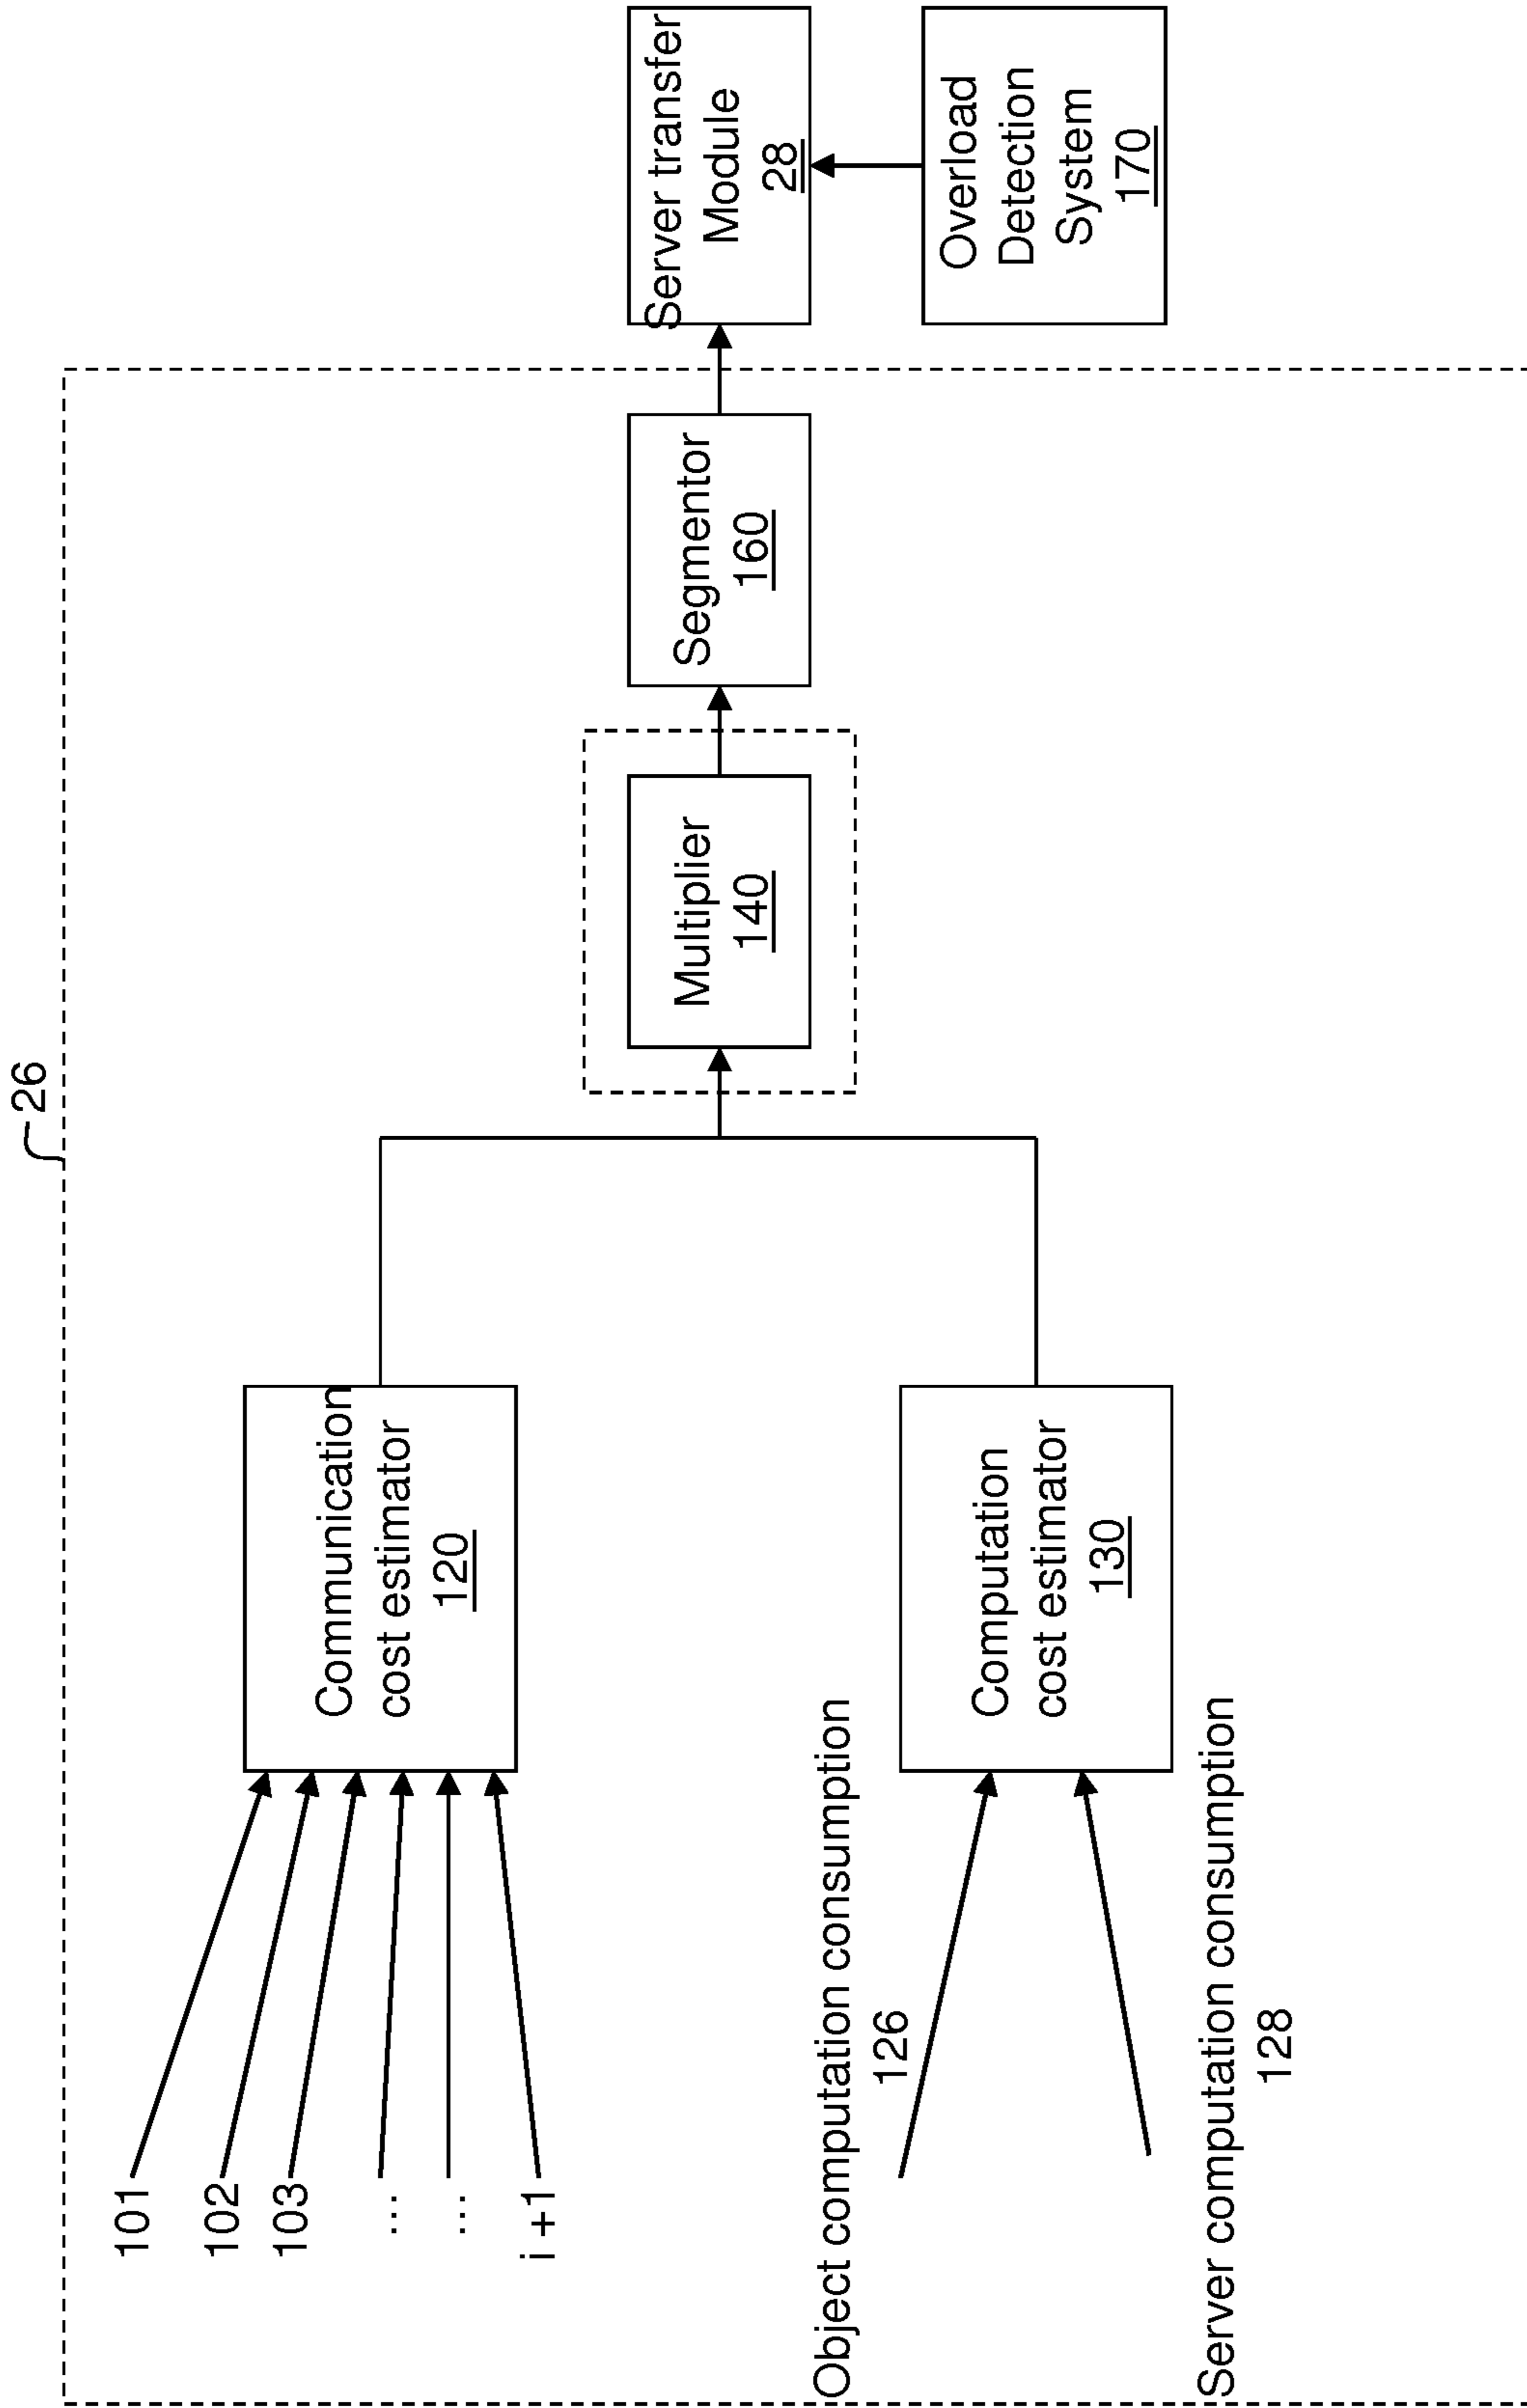 26
101
102
103
...
...
i +1
Communication
cost estimator
120
Object computation consumption
126
Server computation consumption
128
Computation
cost estimator
130
Multiplier
140
Segmentor
160
Server transfer
Module
28
Overload
Detection
System
170